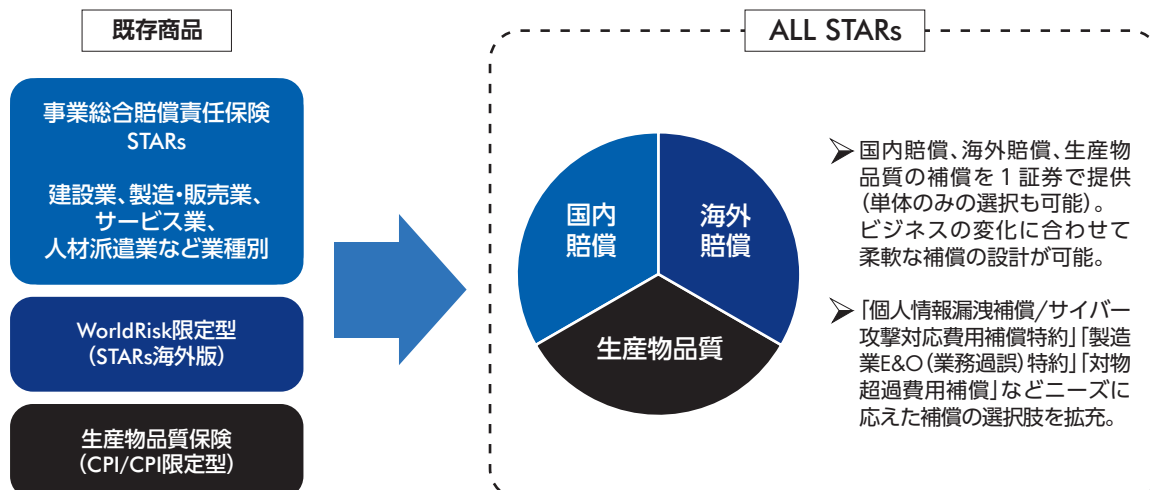 既存商品
事業総合賠償責任保険
STARs
建設業、製造・販売業、
サービス業、
人材派遣業など業種別
WorldRisk限定型
（STARs海外版）
生産物品質保険
（CPI/CPI限定型）
ALL STARs
国内
賠償
海外
賠償
生産物品質
国内賠償、海外賠償、生産物
品質の補償を1証券で提供
（単体のみの選択も可能）。
ビジネスの変化に合わせて
柔軟な補償の設計が可能。
「個人情報漏洩補償/サイバー
攻撃対応費用補償特約」「製造
業E&O（業務過誤）特約」「対物
超過費用補償」などニーズに
応えた補償の選択肢を拡充。